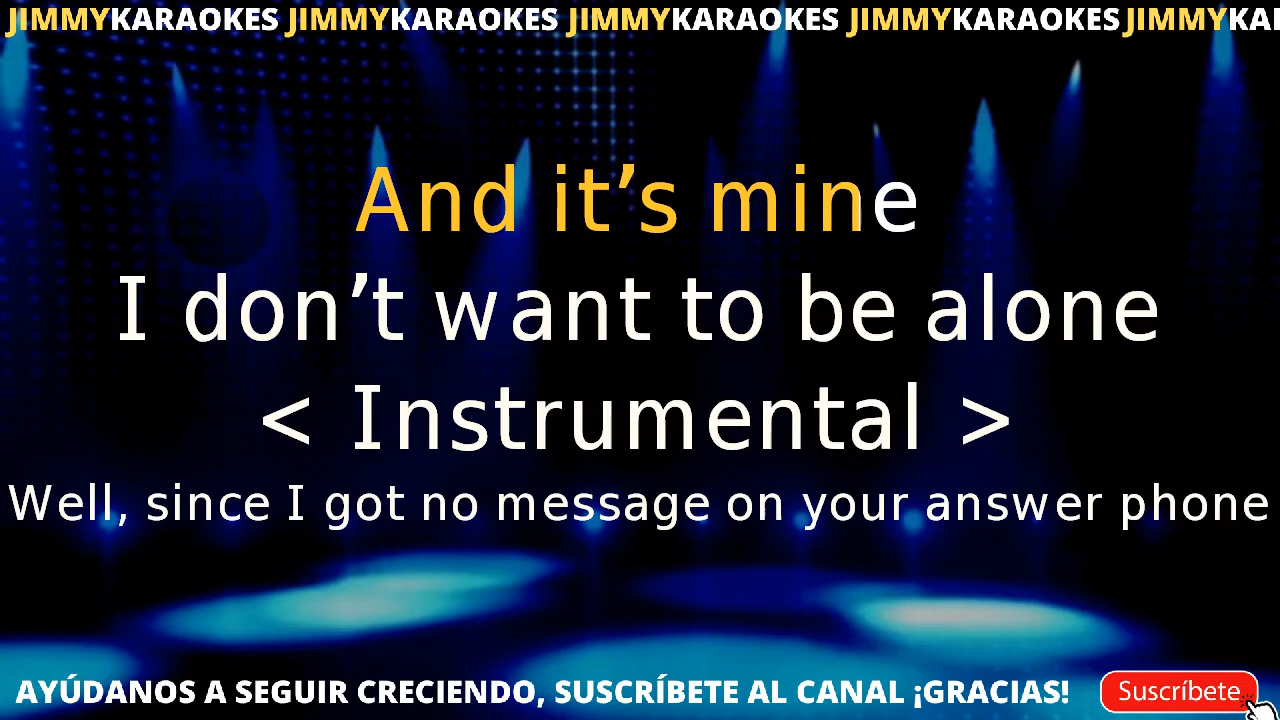 JIMMYKARAOKES JIMMYKARAOKES JIMMYKARAOKES JIMMYKARAOKES JIMMYKA
And it’s mine
I don’t want to be alone
< Instrumental >
Well, since I got no message on your answer phone
AYÚDANOS A SEGUIR CRECIENDO, SUSCRÍBETE AL CANAL ¡GRACIAS! Suscríbete